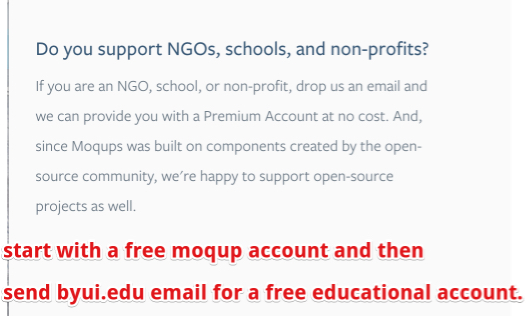 Do you support NGOs, schools, and non-profits?
If you are an NGO, school, or non-profit, drop us an email and
we can provide you with a Premium Account at no cost. And,
since Moqups was built on components created by the open-
source community, we're happy to support open-source
projects as well.
start with a free moqup account and then
send byui.edu email for a free educational account.